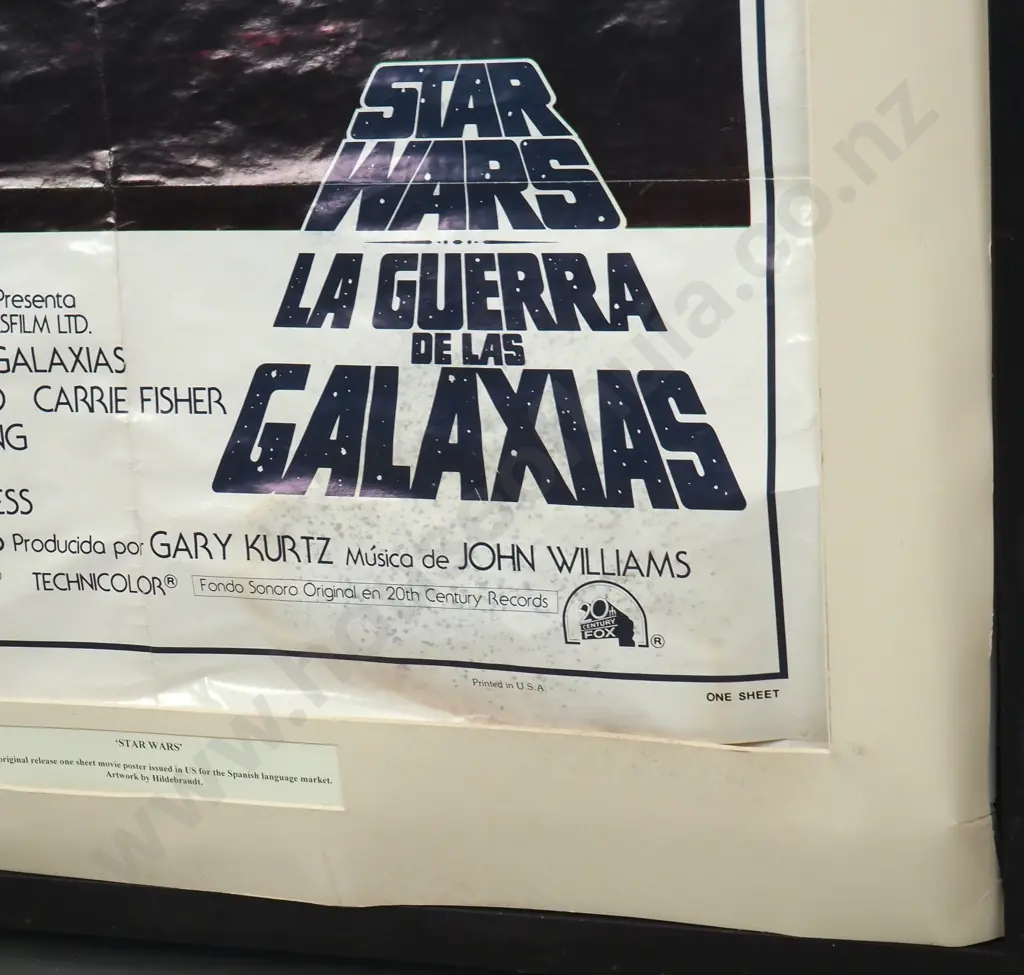 STAR
WARS
LA GUERRA
DE LAS
GALAXIAS
Presenta
SFILM LTD.
GALAXIAS
CARRIE FISHER
NG
ESS
Producida por GARY KURTZ Música de JOHN WILLIAMS
TECHNICOLOR® Fondo Sonoro Original en 20th Century Records
20th
CENTURY
FOX ®
Printed in U.S.A
ONE SHEET
'STAR WARS'
original release one sheet movie poster issued in US for the Spanish language market.
Artwork by Hildebrandt.